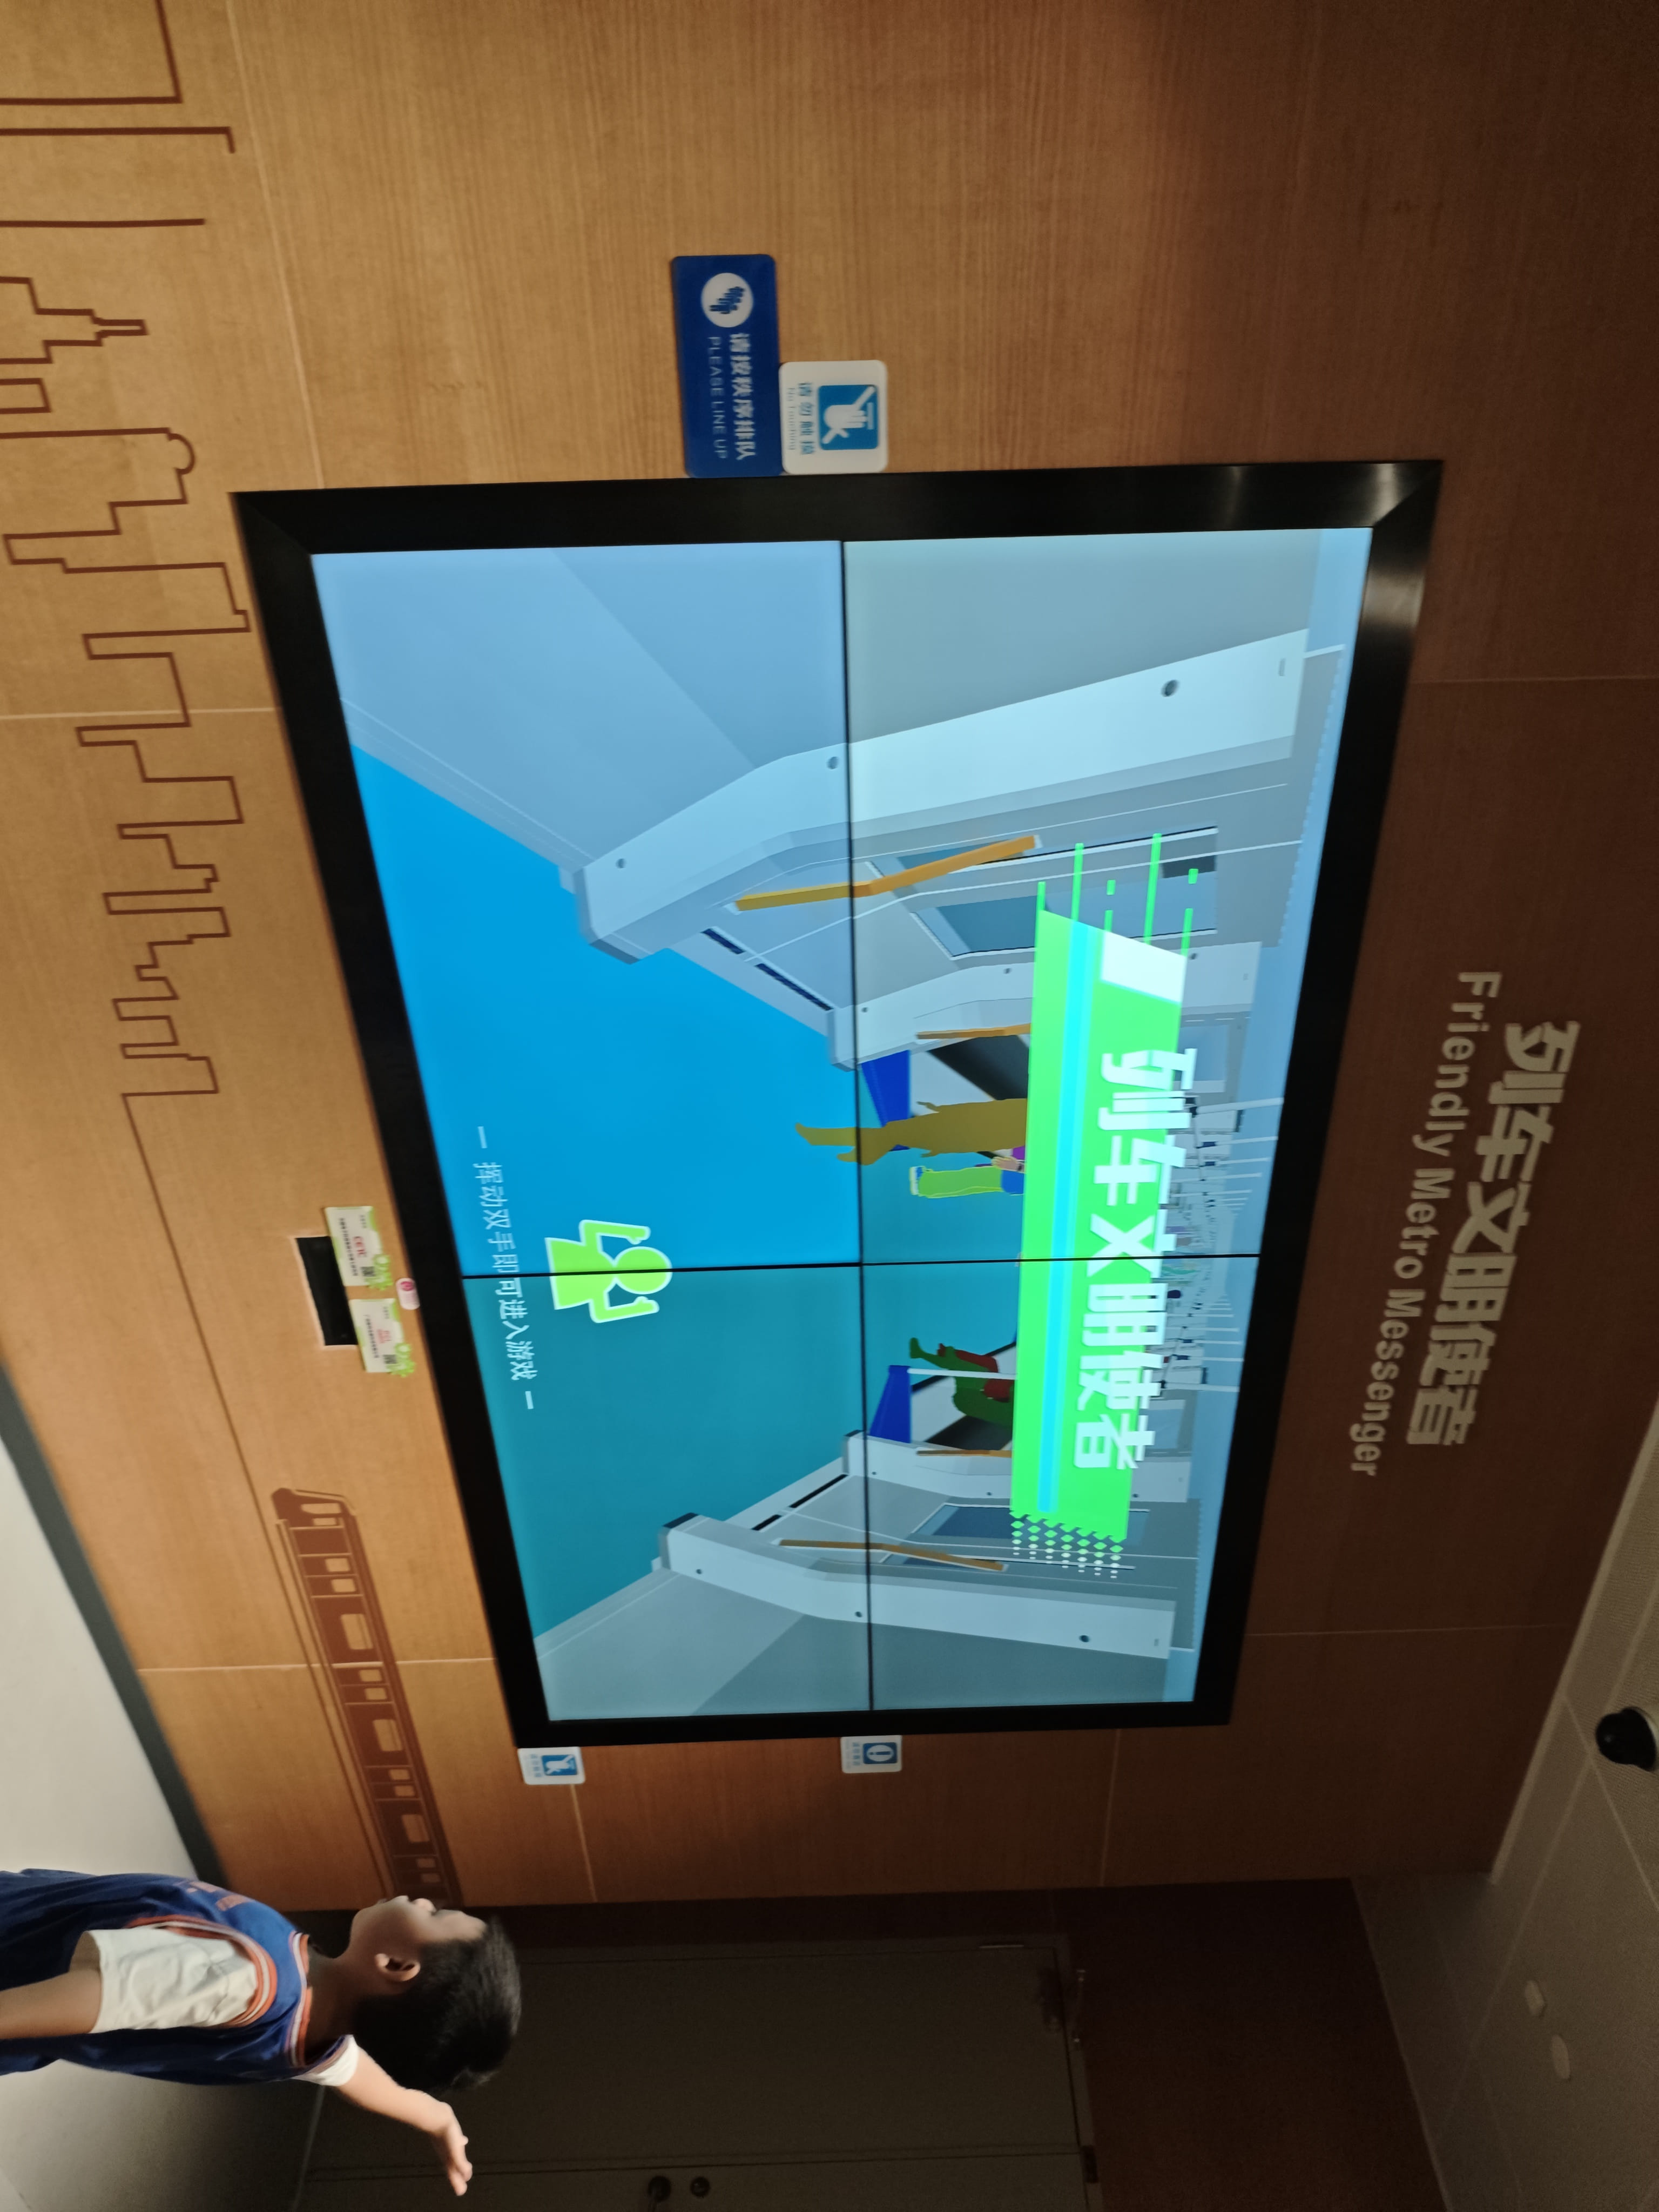 列车文明使者
Friendly Metro Messenger
列车文明使者
— 挥动双手即可进入游戏 —
请勿触摸
No Touching
请按秩序排队
PLEASE LINE UP